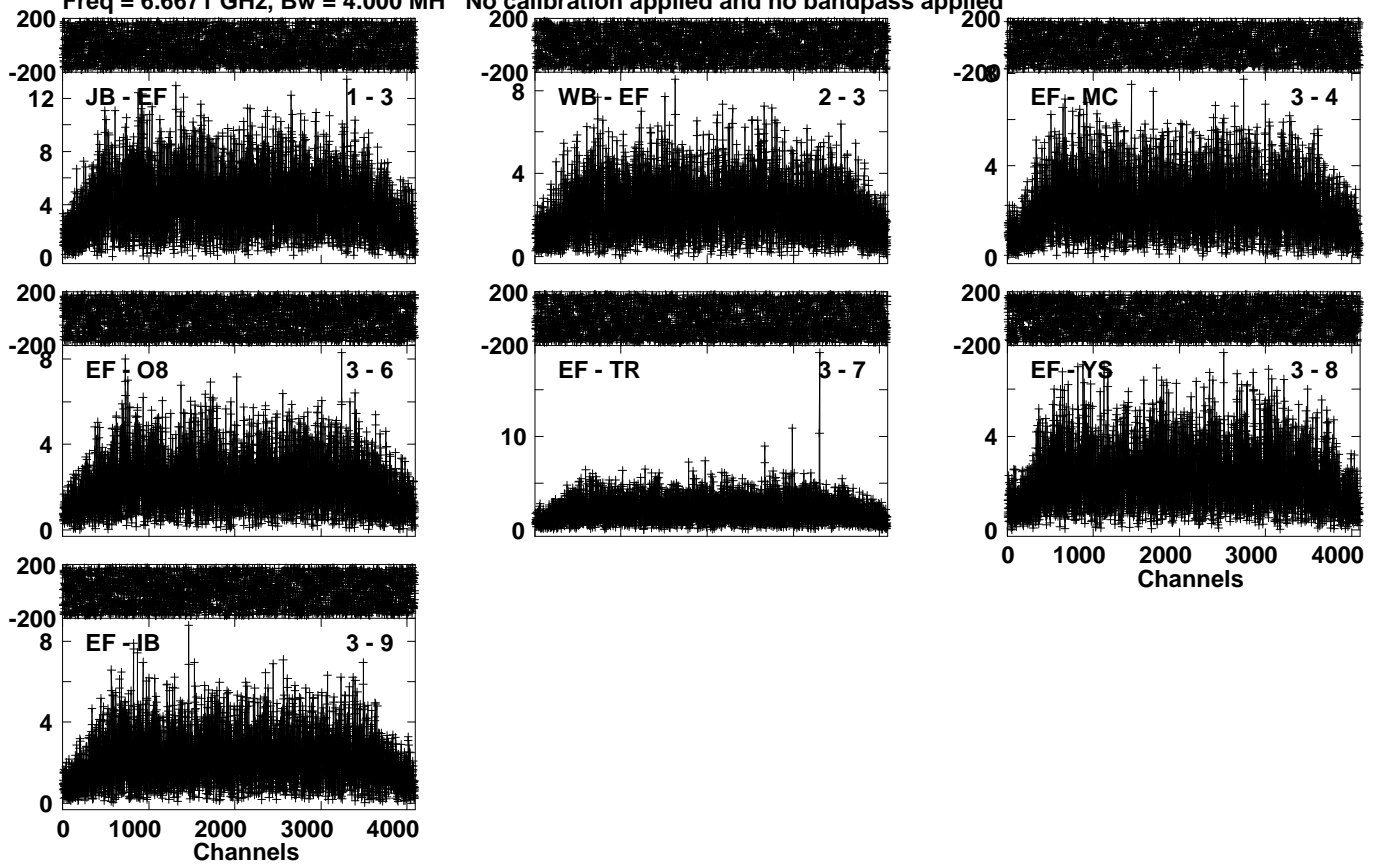 Freq = 6.6671 GHz, Bw = 4.000 MH No calibration applied and no bandpass applied
200
-200
JB - EF 1 - 3
12
8
4
0
200
-200
WB - EF 2 - 3
8
4
0
200
-200
8
EF - MC 3 - 4
4
0
200
-200
8
EF - O8 3 - 6
4
0
200
-200
EF - TR 3 - 7
10
0
200
-200
EF - YS 3 - 8
4
0
0 1000 2000 3000 4000
Channels
200
-200
EF - IB 3 - 9
8
4
0
0 1000 2000 3000 4000
Channels